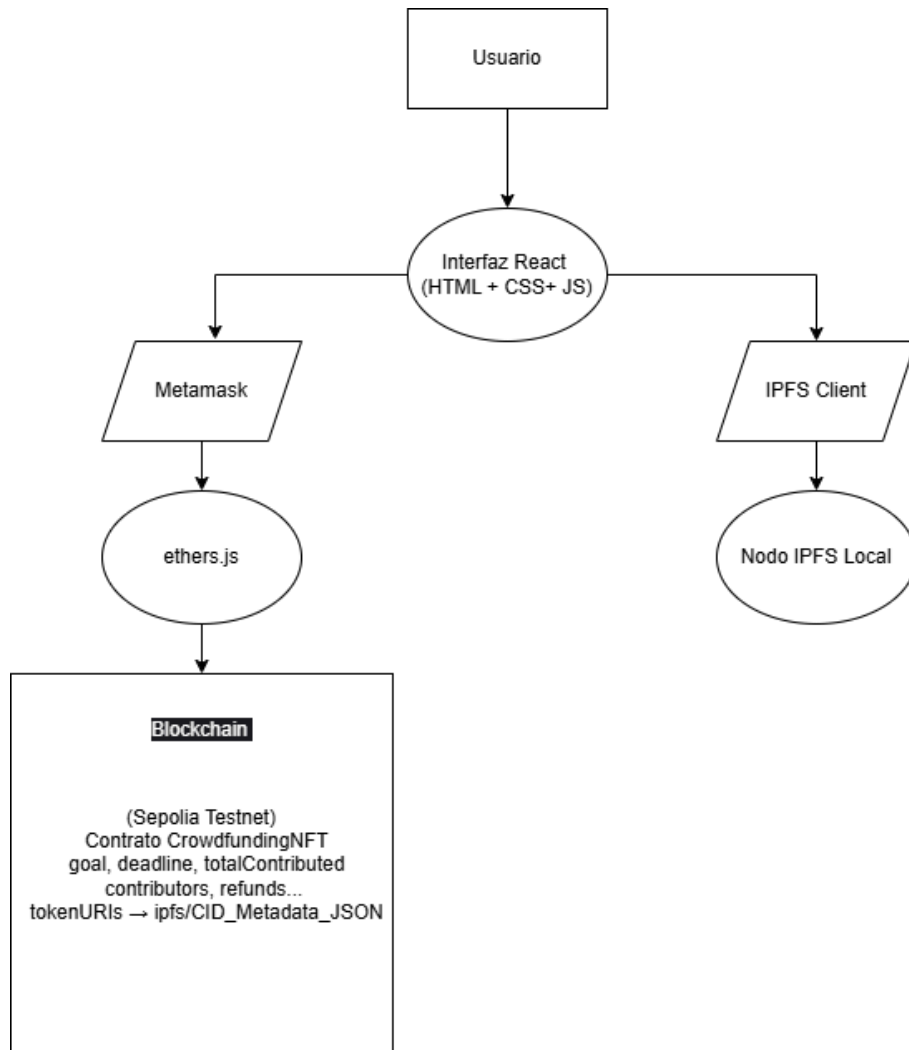 Usuario
Interfaz React
(HTML + CSS+ JS)
Metamask
IPFS Client
ethers.js
Nodo IPFS Local
Blockchain
(Sepolia Testnet)
Contrato CrowdfundingNFT
goal, deadline, totalContributed
contributors, refunds...
tokenURIs → ipfs/CID_Metadata_JSON